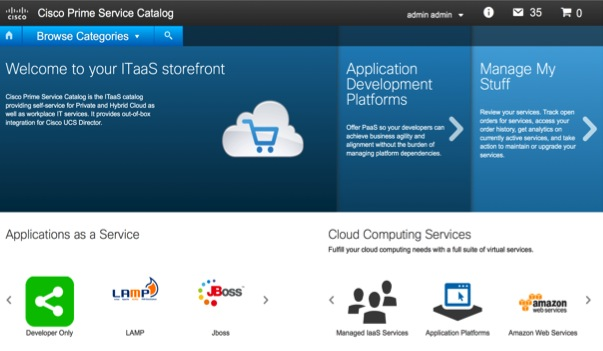 CISCO
Cisco Prime Service Catalog
admin admin
35
0
Browse Categories
Welcome to your ITaaS storefront
Cisco Prime Service Catalog is the ITaaS catalog
providing self-service for Private and Hybrid Cloud as
well as workplace IT services. It provides out-of-box
integration for Cisco UCS Director.
Application
Development
Platforms
Offer PaaS so your developers can
achieve business agility and
alignment without the burden of
managing platform dependencies.
Manage My
Stuff
Review your services. Track open
orders for services, access your
order history, get analytics on
currently active services, and take
action to maintain or upgrade your
services.
Applications as a Service
Developer Only
LAMP
LAMP
JBoss
Jboss
Cloud Computing Services
Fulfill your cloud computing needs with a full suite of virtual services.
Managed IaaS Services
Application Platforms
amazon
web services
Amazon Web Services